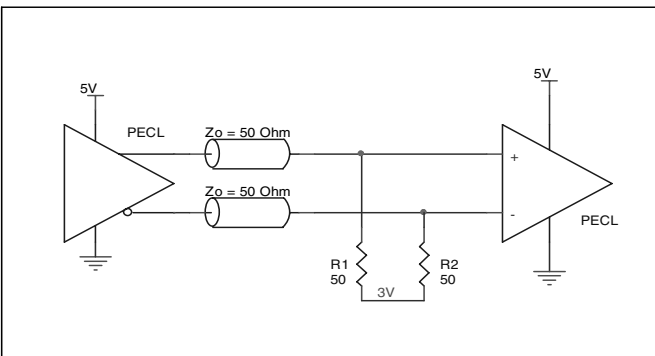 5V
PECL
Zo = 50 Ohm
Zo = 50 Ohm
5V
+
-
PECL
R1
50
R2
50
3V